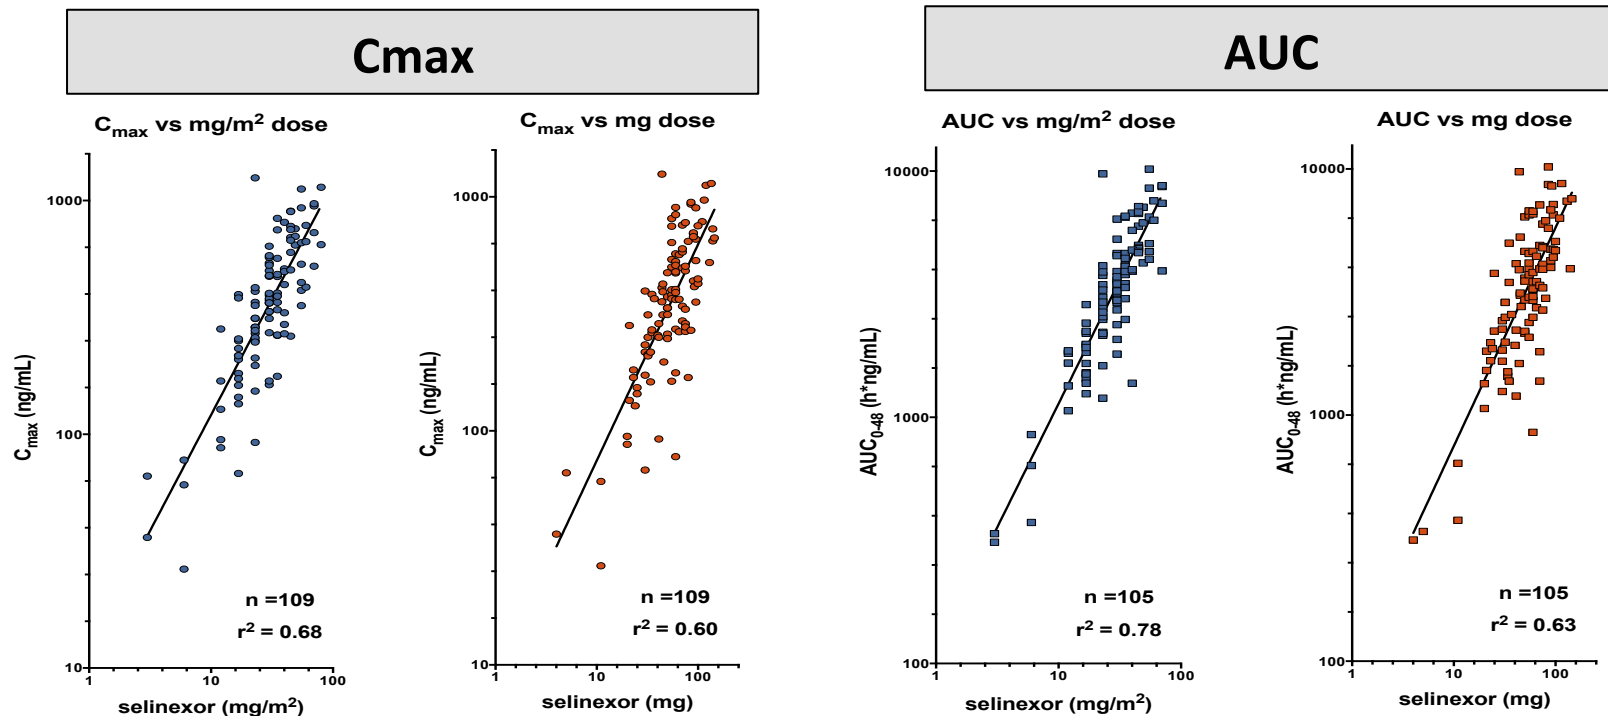 Cmax
AUC
Cmax vs mg/m² dose
1000
100
10
Cmax (ng/mL)
n =109
r² = 0.68
1
10
100
selinexor (mg/m²)
Cmax vs mg dose
1000
100
10
Cmax (ng/mL)
n =109
r² = 0.60
1
10
100
selinexor (mg)
AUC vs mg/m² dose
10000
1000
100
AUC0-48 (h*ng/mL)
n =105
r² = 0.78
1
10
100
selinexor (mg/m²)
AUC vs mg dose
10000
1000
100
AUC0-48 (h*ng/mL)
n =105
r² = 0.63
1
10
100
selinexor (mg)